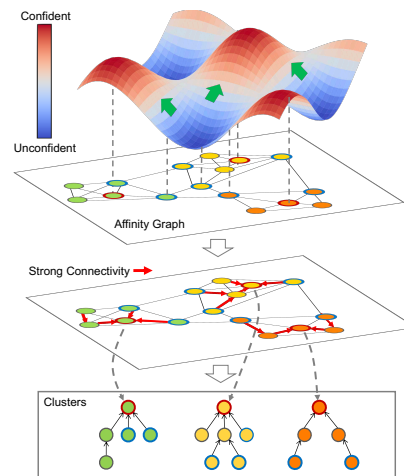 Confident
Unconfident
Affinity Graph
Strong Connectivity
Clusters